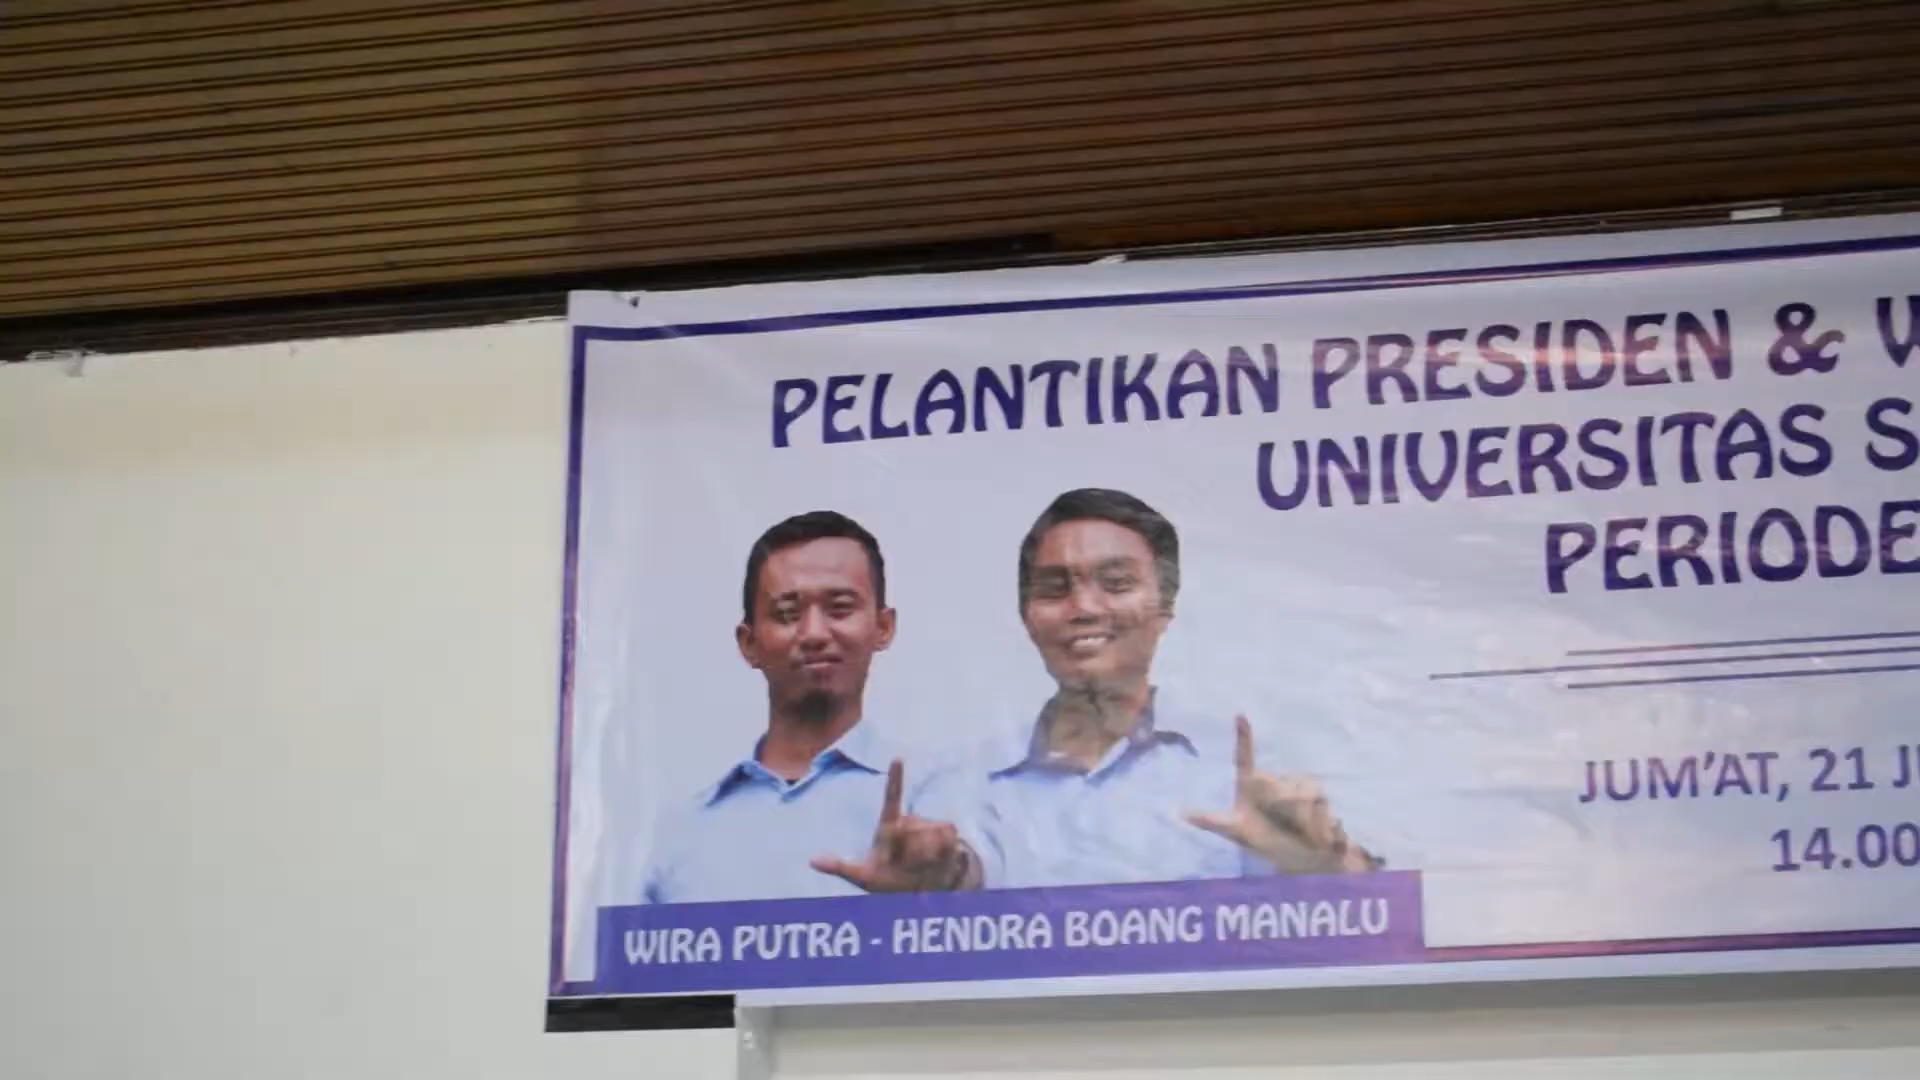 PELANTIKAN PRESIDEN &
UNIVERSITAS
PERIODE
JUM'AT, 21
14.00
WIRA PUTRA - HENDRA BOANG MANALU